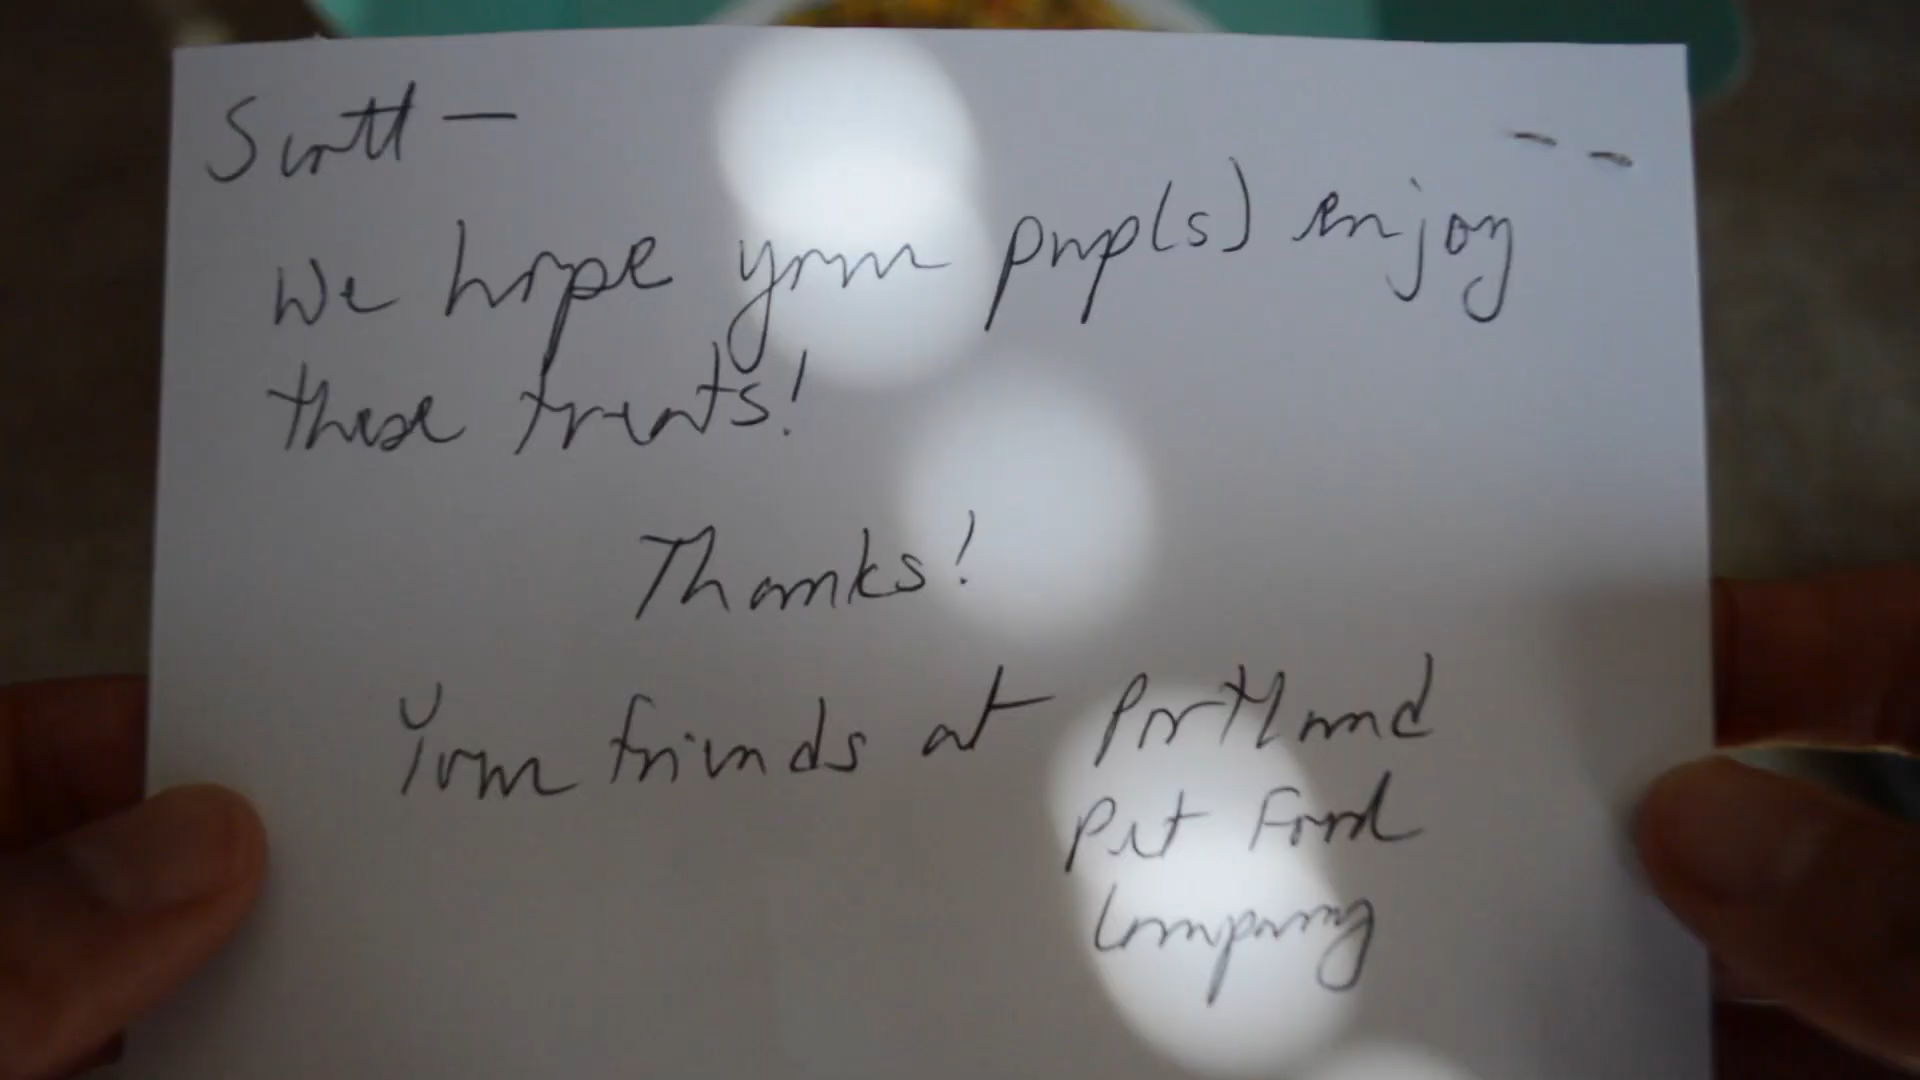 Scott —
We hope your pup(s) enjoy
these treats!
Thanks!
Your friends at Portland
Pet Food
Company